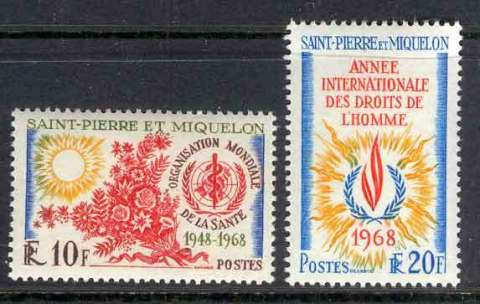 SAINT-PIERRE ET MIQUELON
ORGANISATION MONDIALE
DE LA SANTÉ
1948-1968
RF 10F
POSTES
SAINT-PIERRE ET MIQUELON
ANNEE
INTERNATIONALE
DES DROITS DE
L'HOMME
1968
POSTES
RF 20F